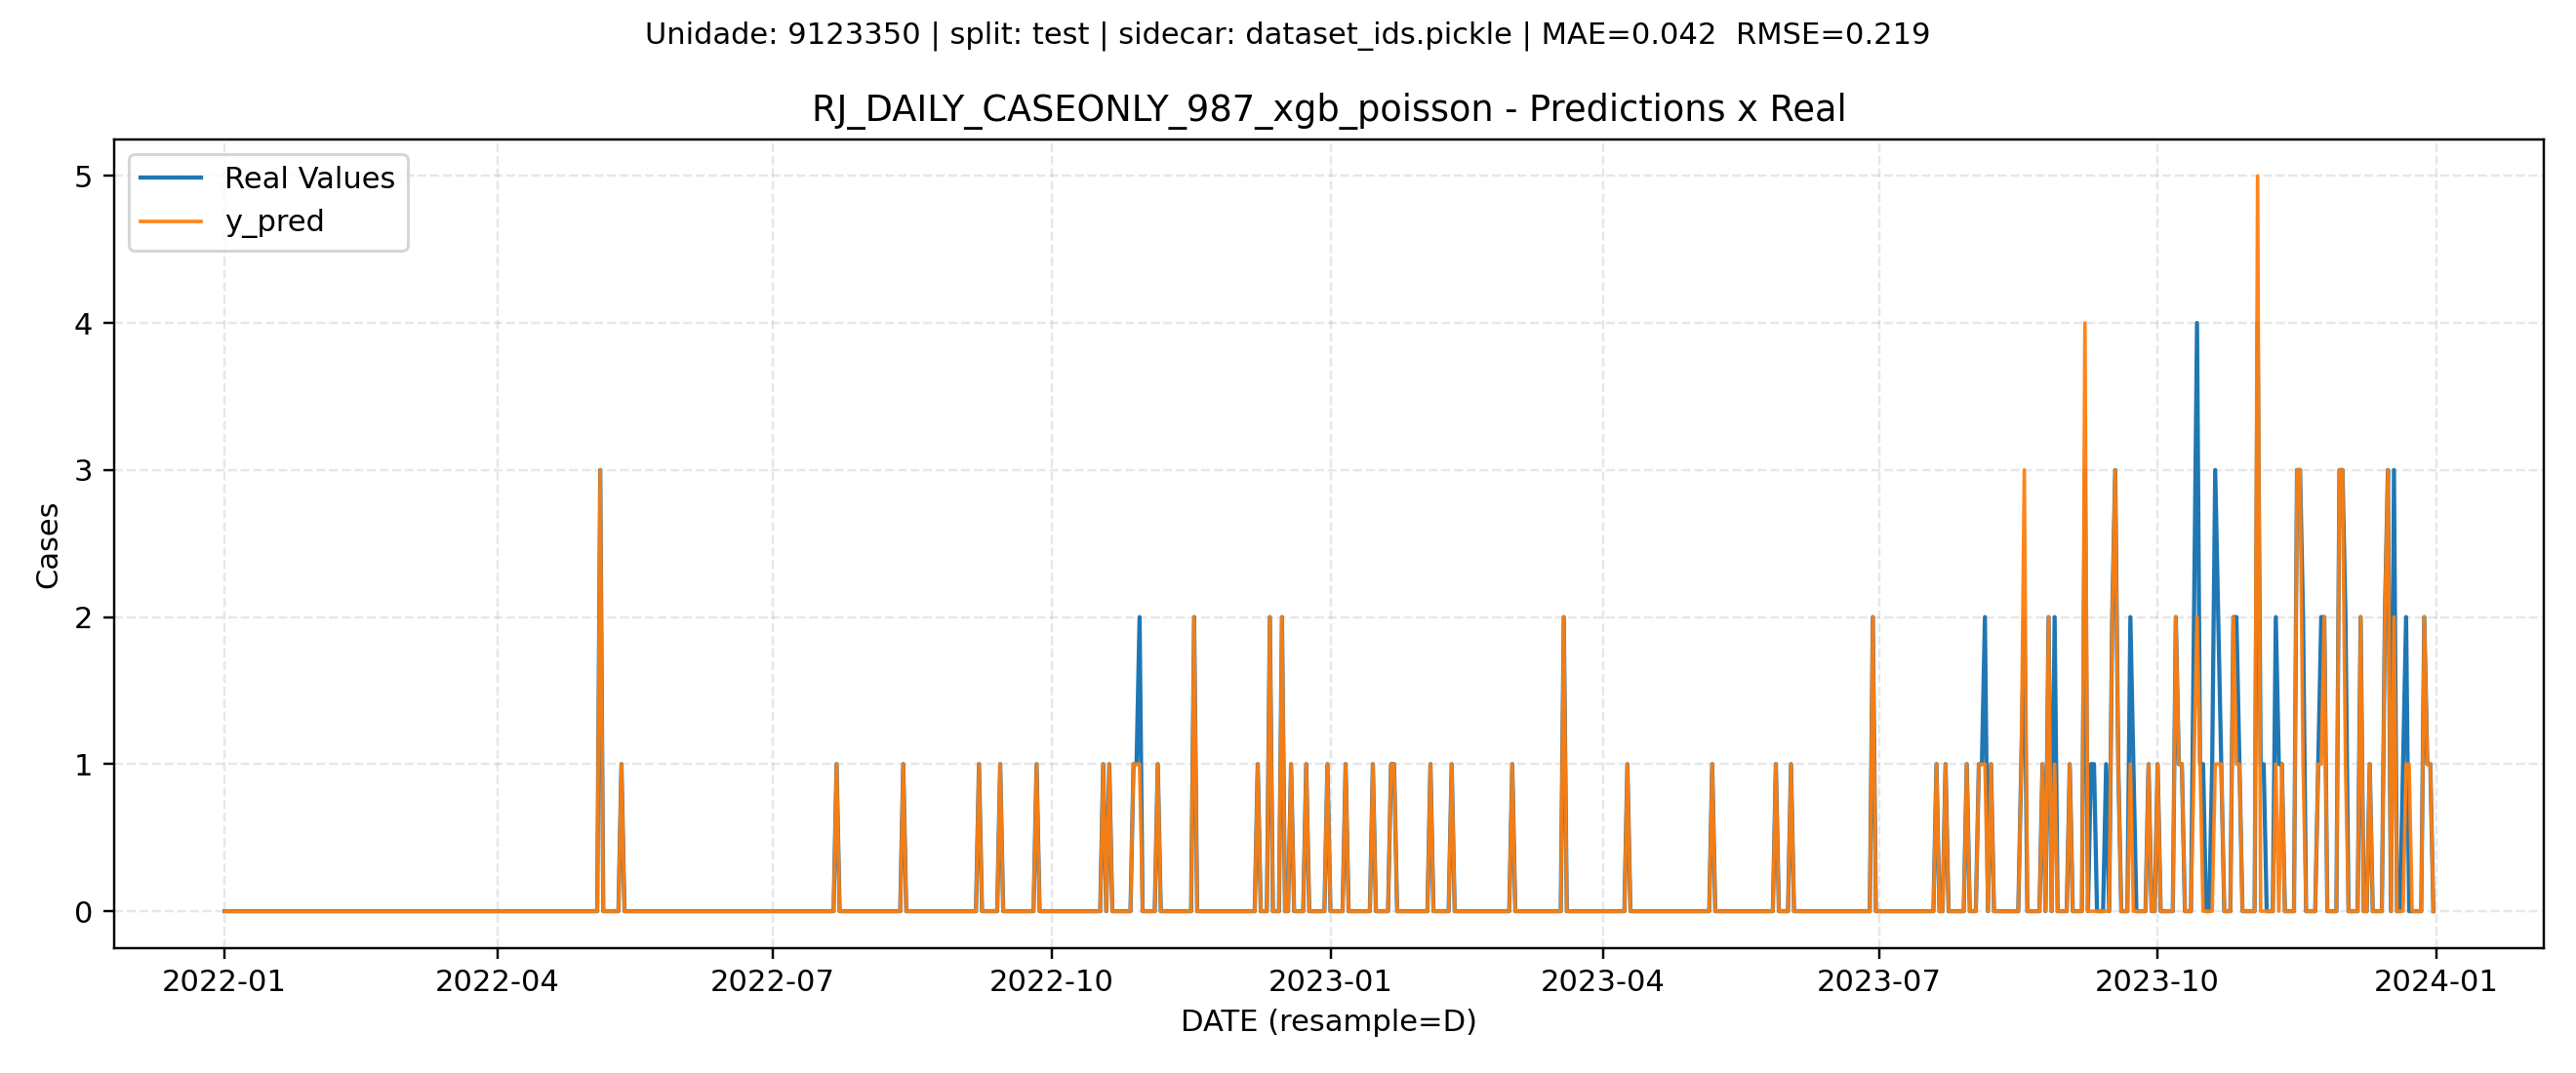 Unidade: 9123350 | split: test | sidecar: dataset_ids.pickle | MAE=0.042  RMSE=0.219
RJ_DAILY_CASEONLY_987_xgb_poisson - Predictions x Real
Real Values
y_pred
5
4
3
2
1
0
Cases
2022-01
2022-04
2022-07
2022-10
2023-01
2023-04
2023-07
2023-10
2024-01
DATE (resample=D)